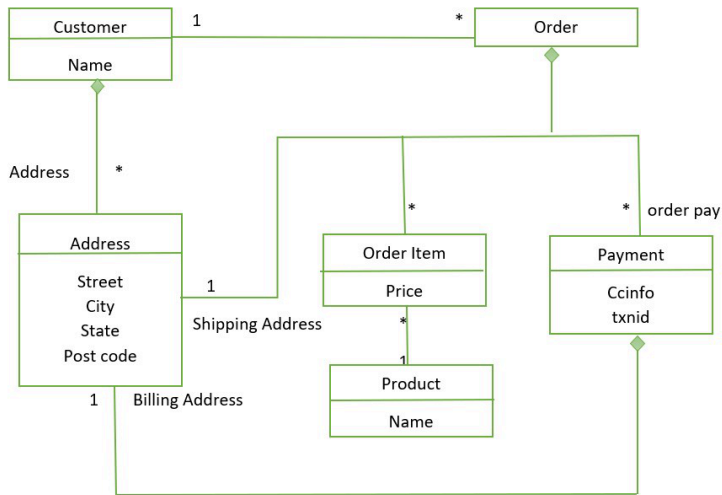 Customer
1
*
Order
Name
Address
*
*
*
order pay
Address
Order Item
Payment
Street
City
State
Post code
1
Price
Ccinfo
txnid
Shipping Address
*
1
Product
1
Billing Address
Name